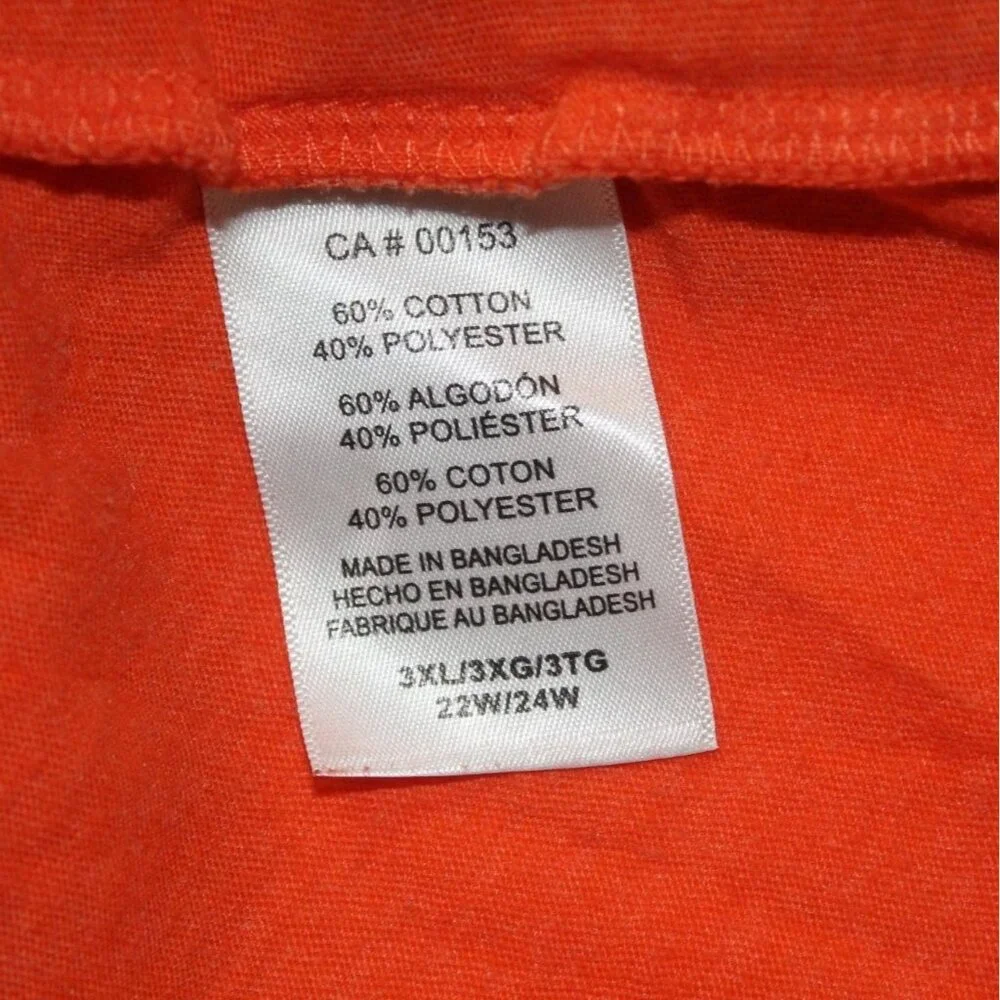 CA # 00153
60% COTTON
40% POLYESTER
60% ALGODÓN
40% POLIÉSTER
60% COTON
40% POLYESTER
MADE IN BANGLADESH
HECHO EN BANGLADESH
FABRIQUE AU BANGLADESH
3XL/3XG/3TG
22W/24W